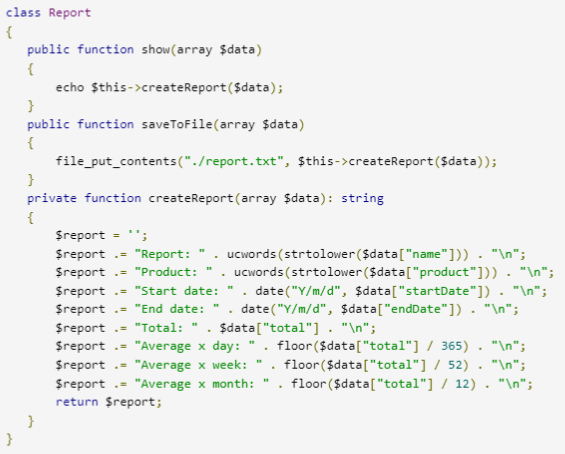 class Report
{
public function show(array $data)
{
echo $this->createReport($data);
}
public function saveToFile(array $data)
{
file_put_contents("./report.txt", $this->createReport($data));
}
private function createReport(array $data): string
{
$report = '';
$report .= "Report: " . ucwords(strtolower($data["name"])) . "\n";
$report .= "Product: " . ucwords(strtolower($data["product"])) . "\n";
$report .= "Start date: " . date("Y/m/d", $data["startDate"]) . "\n";
$report .= "End date: " . date("Y/m/d", $data["endDate"]) . "\n";
$report .= "Total: " . $data["total"] . "\n";
$report .= "Average x day: " . floor($data["total"] / 365) . "\n";
$report .= "Average x week: " . floor($data["total"] / 52) . "\n";
$report .= "Average x month: " . floor($data["total"] / 12) . "\n";
return $report;
}
}